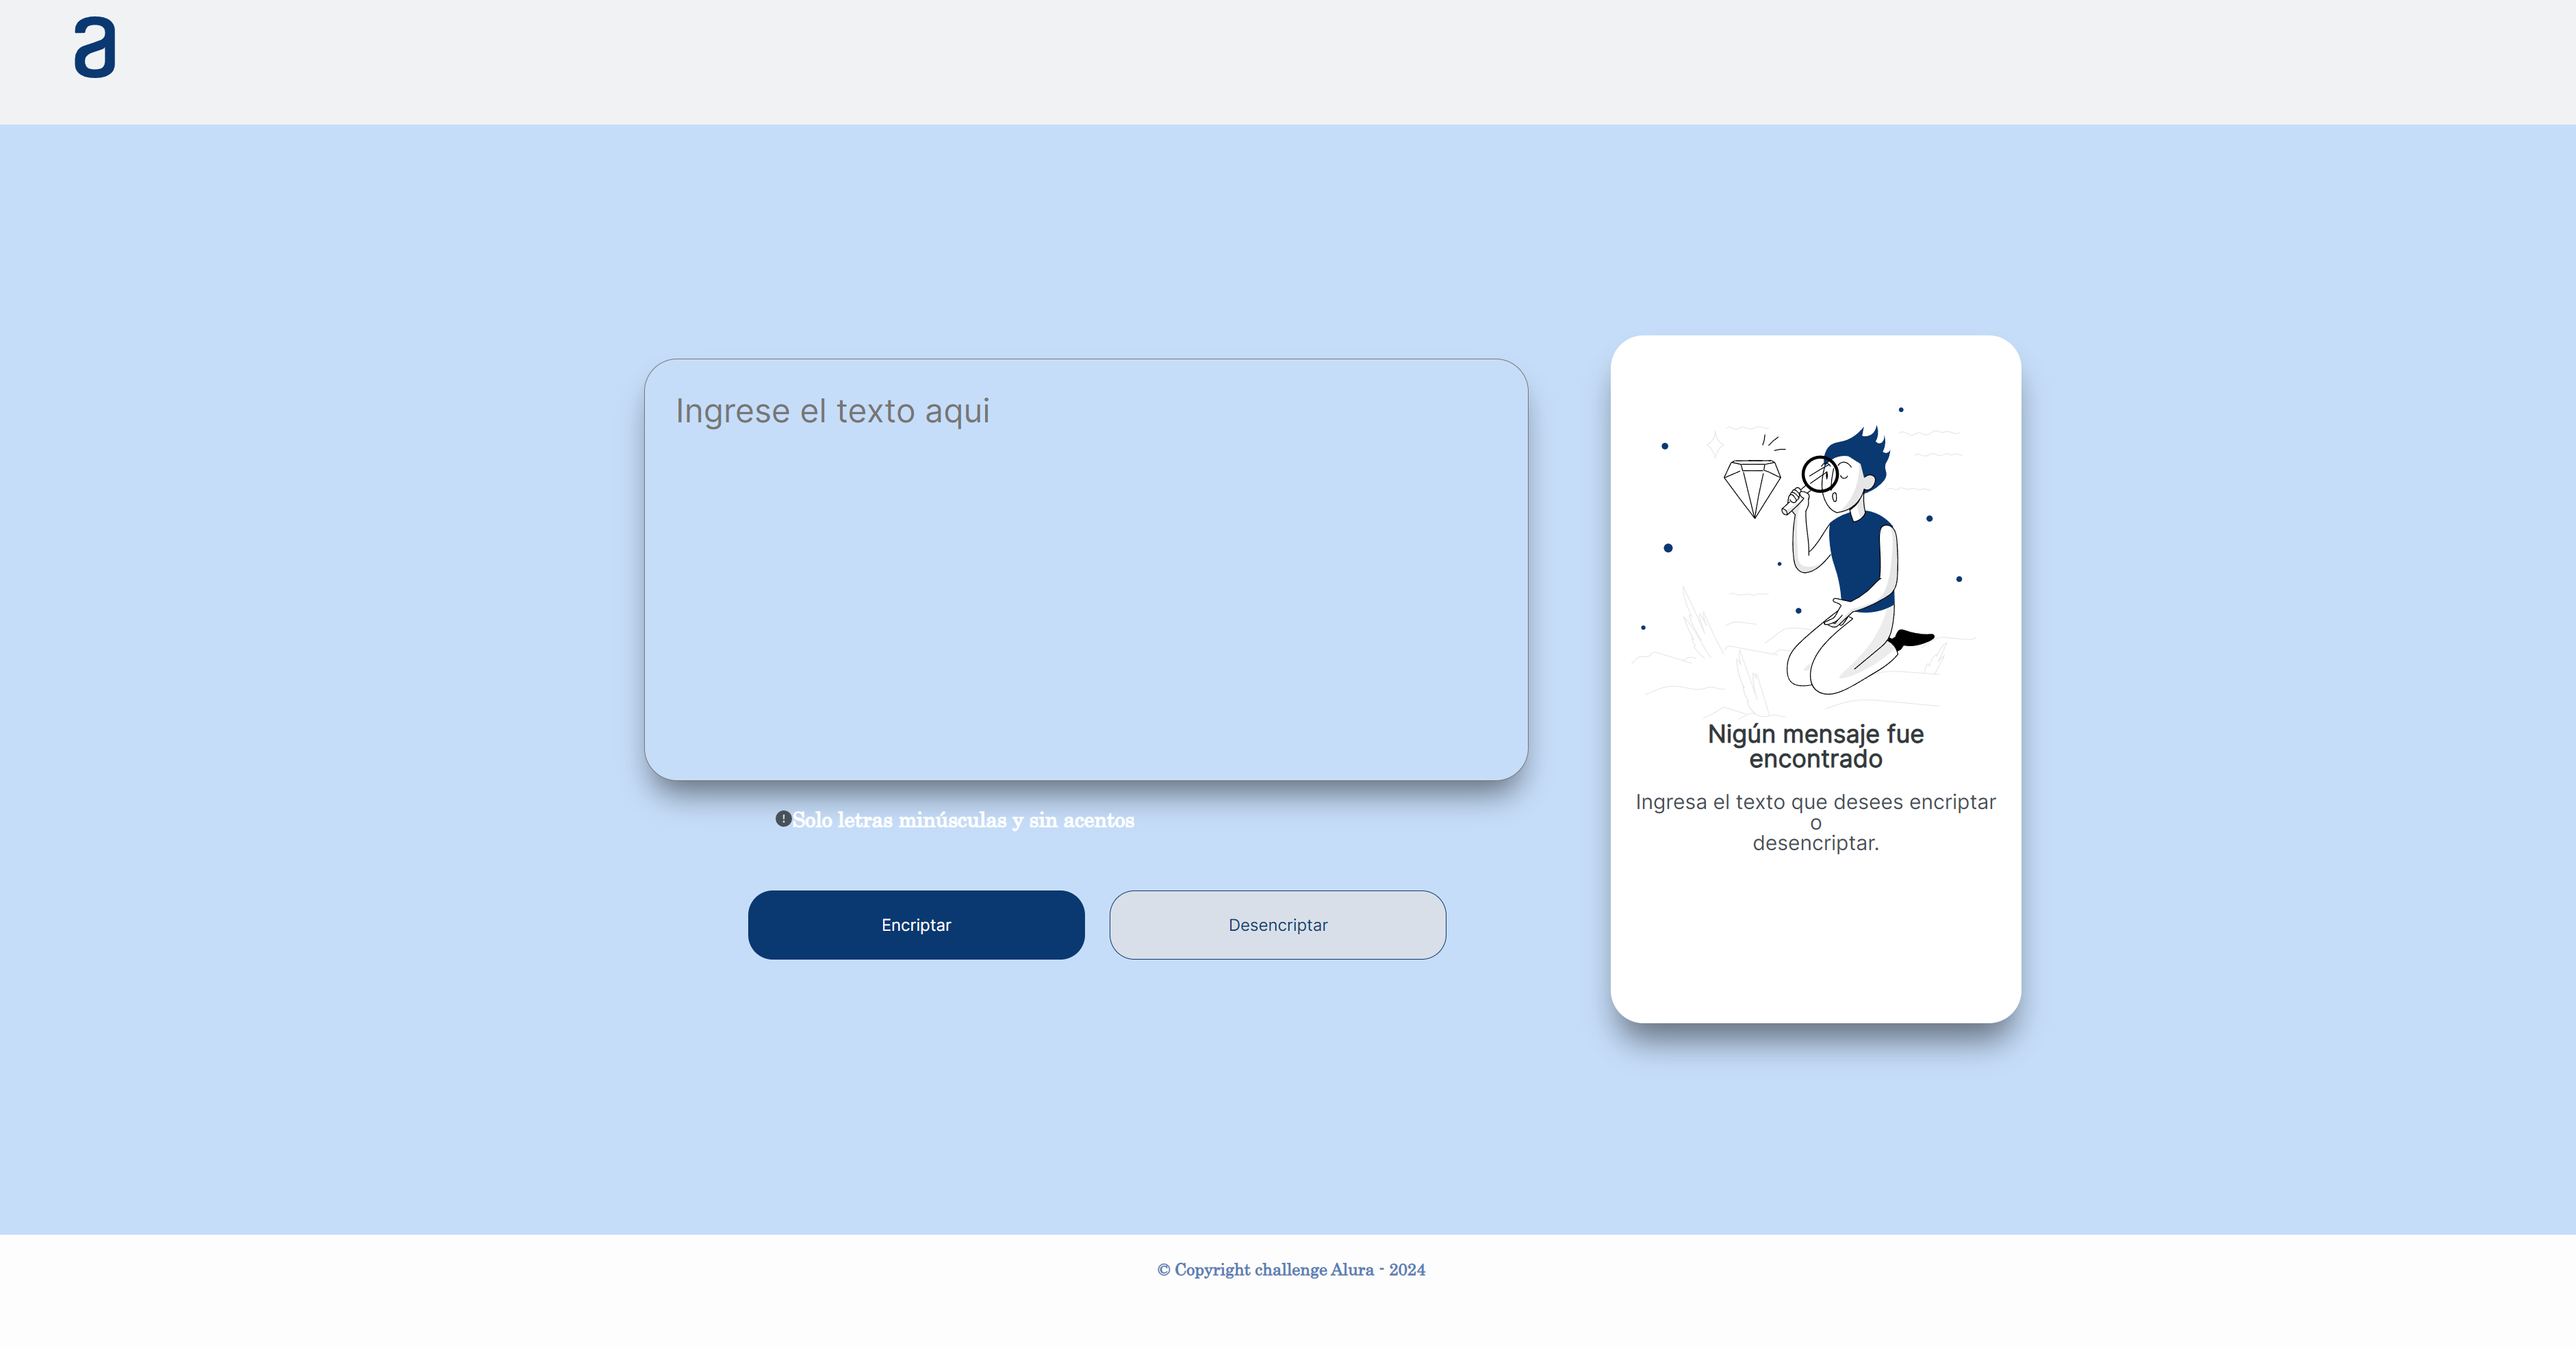 a
Ingrese el texto aqui
Solo letras minúsculas y sin acentos
Encriptar
Desencriptar
Nigún mensaje fue
encontrado
Ingresa el texto que desees encriptar
o
desencriptar.
© Copyright challenge Alura - 2024